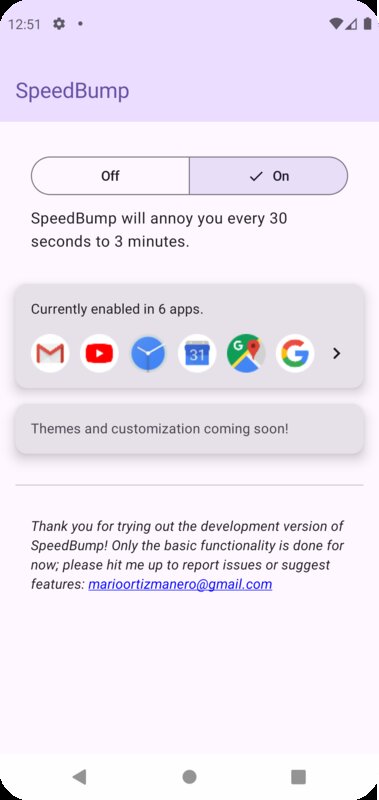 12:51
SpeedBump
Off
On
SpeedBump will annoy you every 30
seconds to 3 minutes.
Currently enabled in 6 apps.
31
G
G
Themes and customization coming soon!
Thank you for trying out the development version of
SpeedBump! Only the basic functionality is done for
now; please hit me up to report issues or suggest
features: marioortizmanero@gmail.com